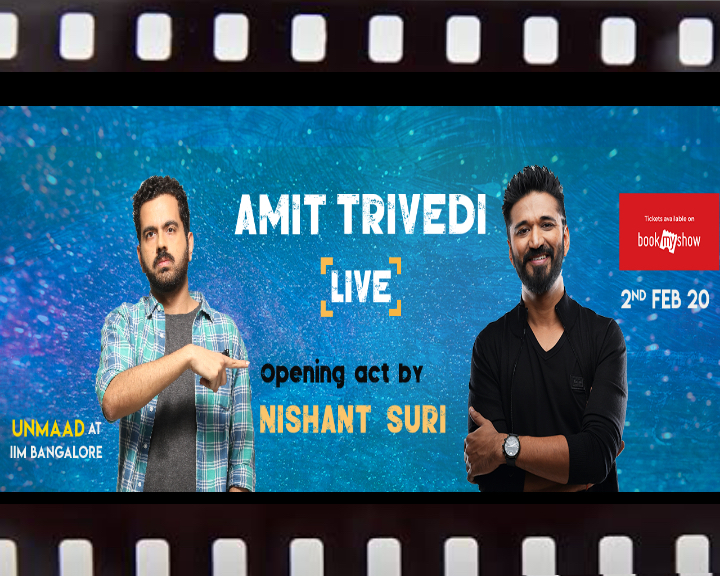 AMIT TRIVEDI
LIVE
Opening act by
NISHANT SURI
UNMAAD AT
IIM BANGALORE
Tickets available on
bookmyshow
2ND FEB 20